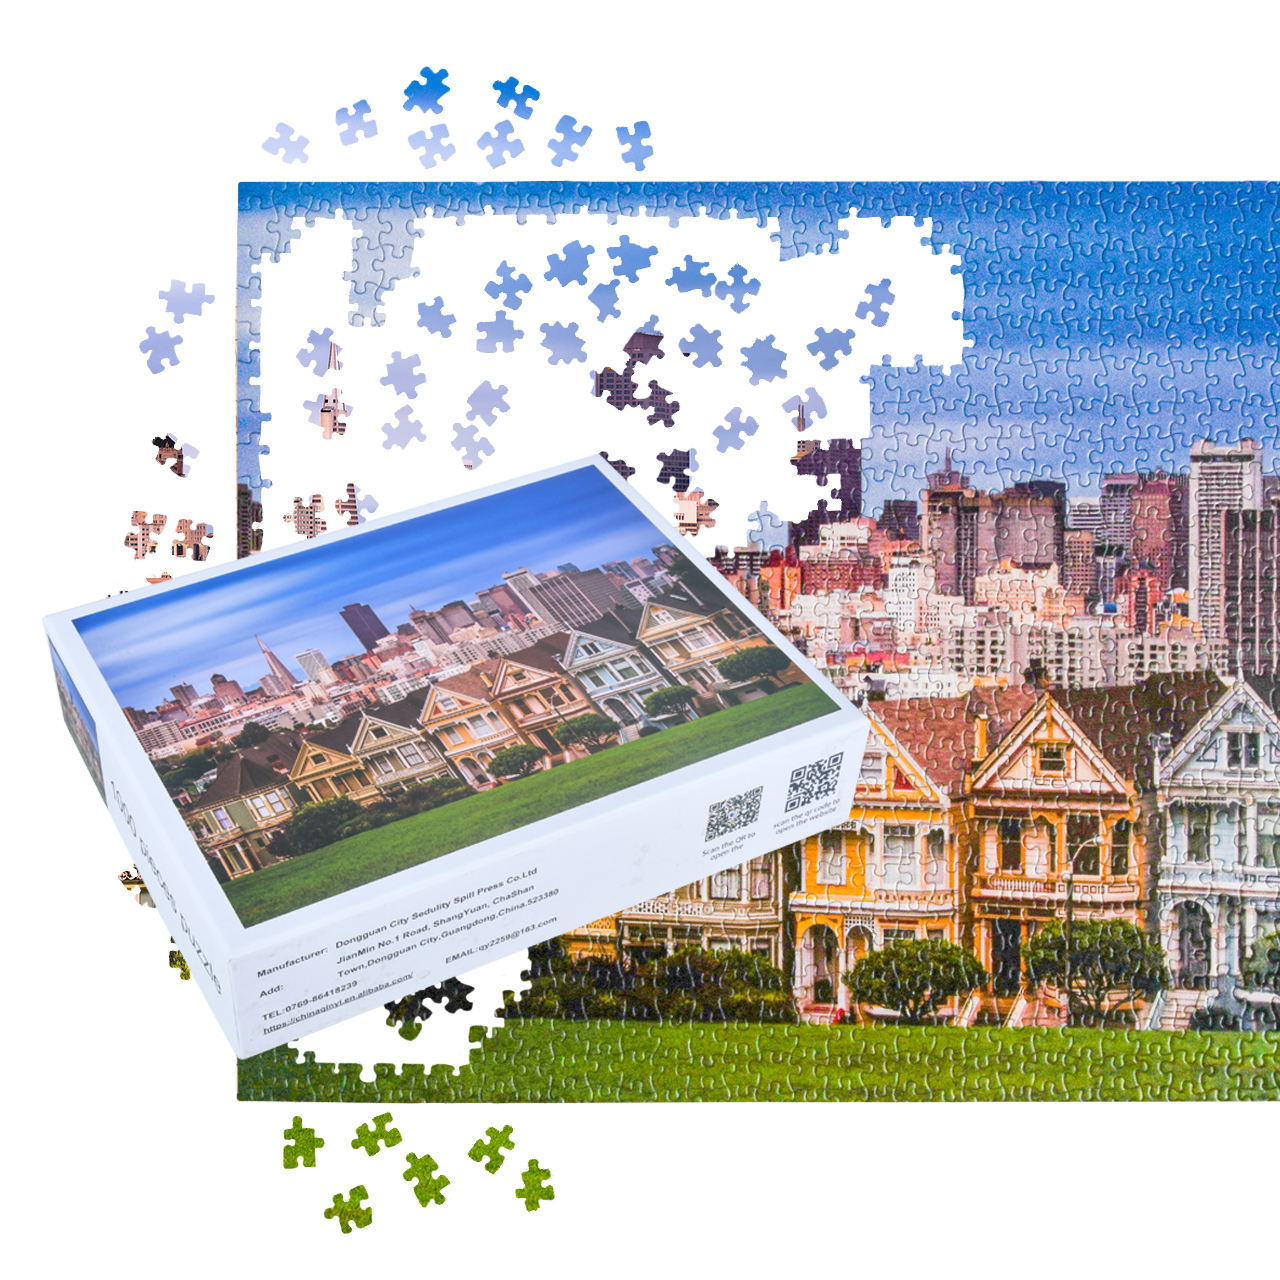 1000 pieces puzzle
Manufacturer: Dongguan City Sedulity Spill Press Co.Ltd
Add: JianMin No.1 Road, ShangYuan, ChaShan
Town,Dongguan City,Guangdong,China.523380
TEL:0769-86418239 EMAIL:qy2259@163.com
https://chinaqinyi.en.alibaba.com/
Scan the QR to
open the
scan the qr code to
open the website